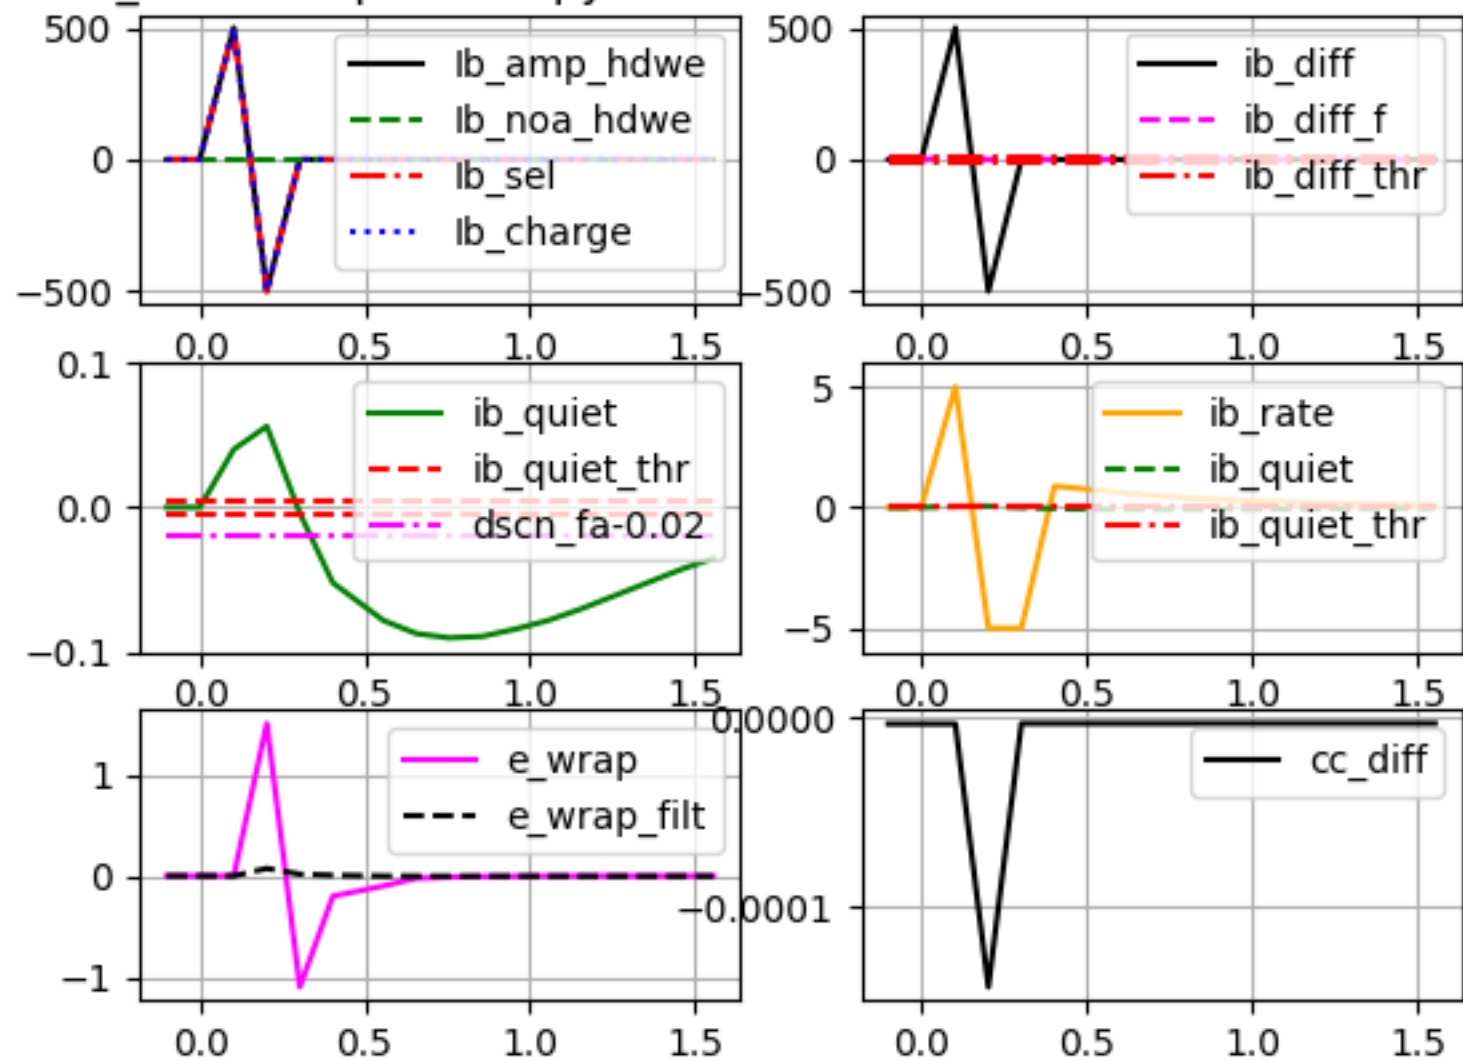 500
0
−500
0.0 0.5 1.0 1.5
Ib_amp_hdwe
Ib_noa_hdwe
Ib_sel
Ib_charge
500
0
−500
0.0 0.5 1.0 1.5
ib_diff
ib_diff_f
ib_diff_thr
0.1
0.0
−0.1
0.0 0.5 1.0 1.5
ib_quiet
ib_quiet_thr
dscn_fa-0.02
5
0
−5
0.0 0.5 1.0 1.5
ib_rate
ib_quiet
ib_quiet_thr
1
0
−1
0.0 0.5 1.0 1.5
e_wrap
e_wrap_filt
0.0000
−0.0001
0.0 0.5 1.0 1.5
cc_diff